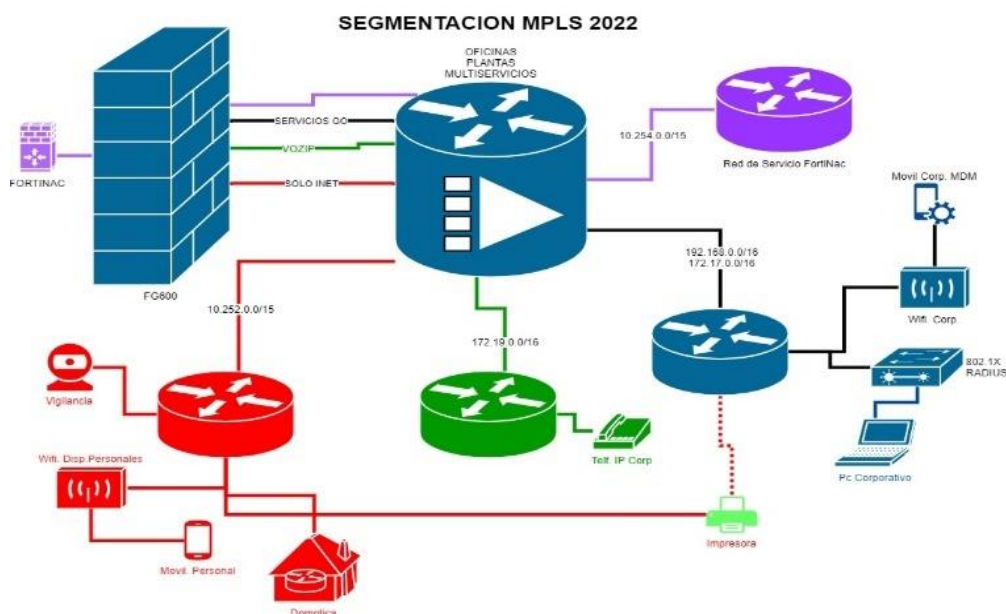 SEGMENTACION MPLS 2022
OFICINAS
PLANTAS
MULTISERVICIOS
SERVICIOS GO
VOZIP
SOLO INET
FORTINAC
FG600
10.254.0.0/15
Red de Servicio FortiNac
Movil Corp. MDM
192.168.0.0/16
172.17.0.0/16
Wifi. Corp
10.252.0.0/15
172.19.0.0/16
802.1X
RADIUS
Vigilancia
Wifi. Disp Personales
Telf. IP Corp
Pc Corporativo
Movil. Personal
Impresora
Domotica